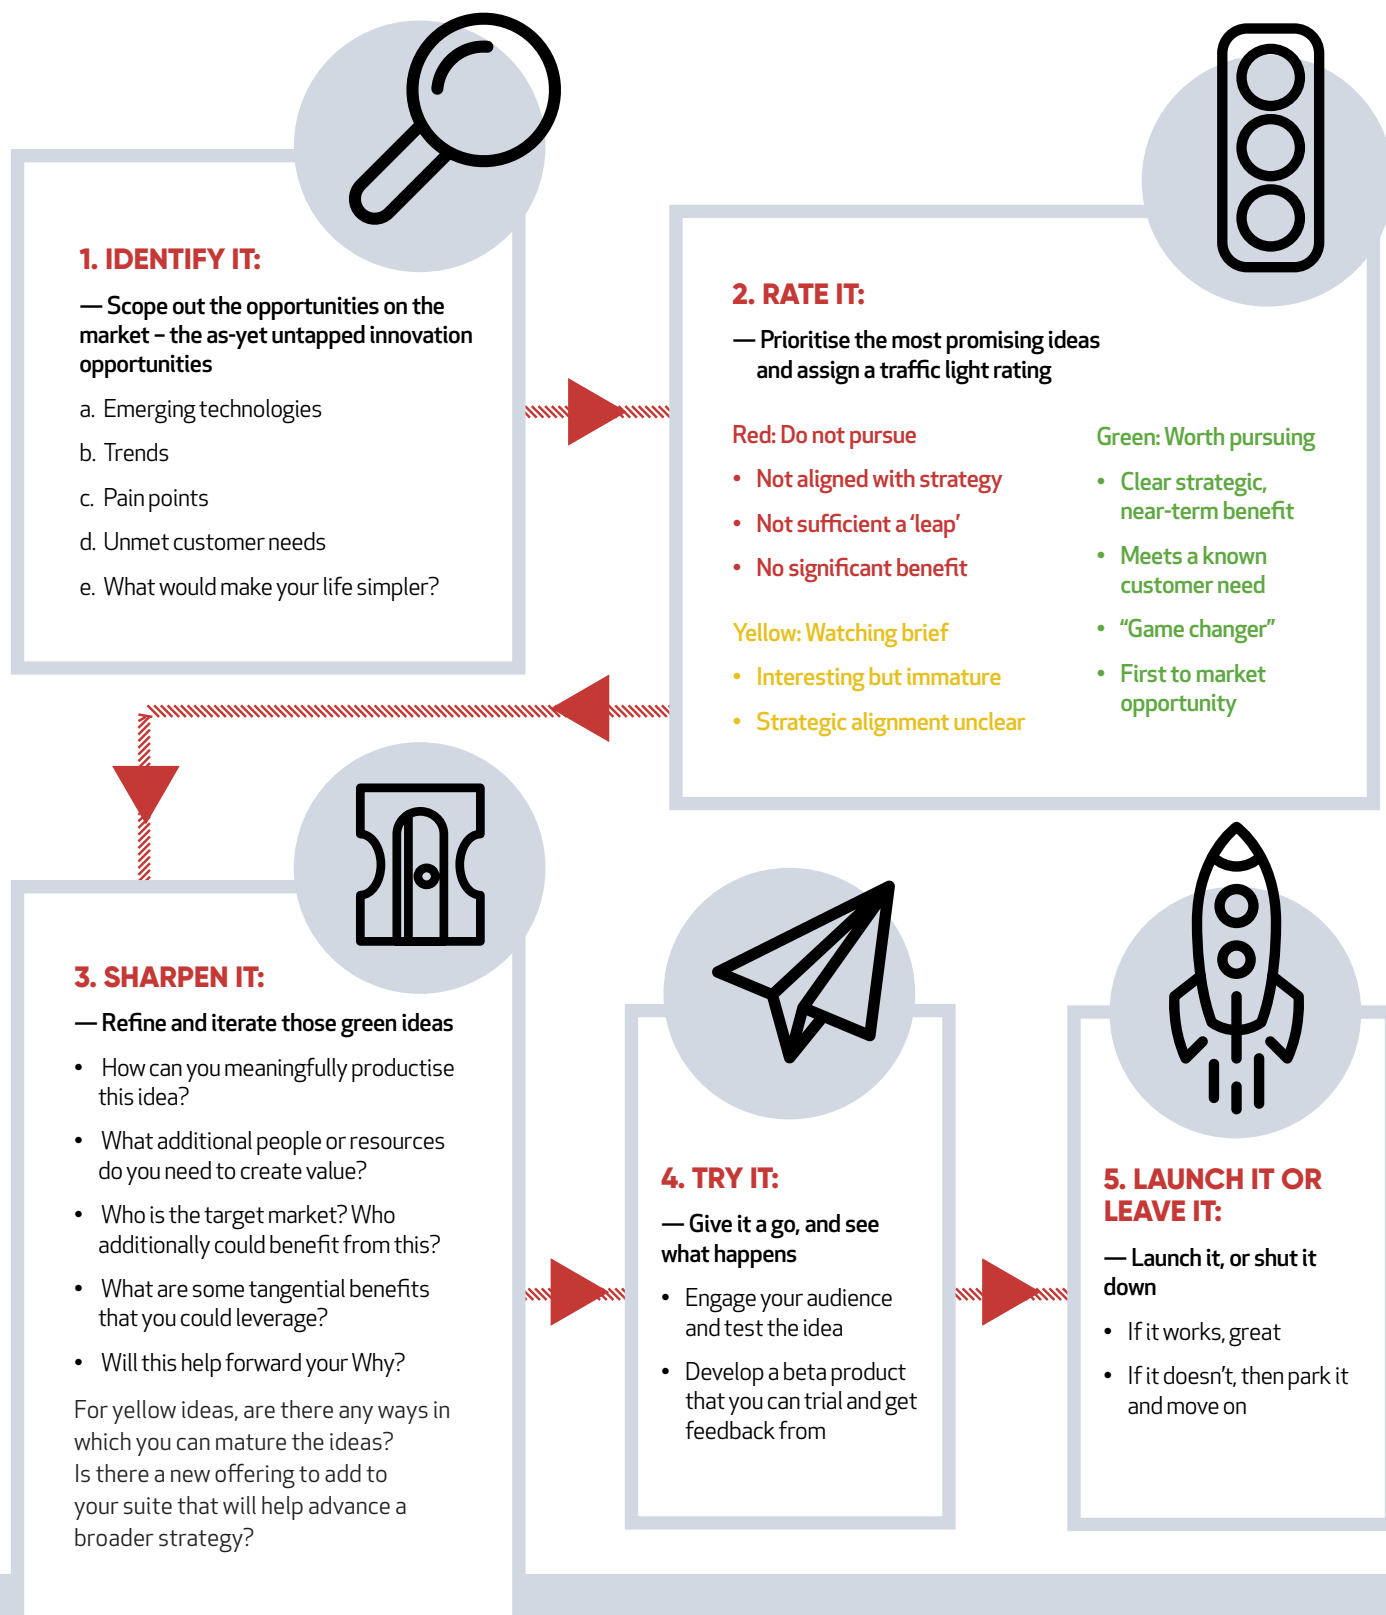 1. IDENTIFY IT:
— Scope out the opportunities on the
market – the as-yet untapped innovation
opportunities
a. Emerging technologies
b. Trends
c. Pain points
d. Unmet customer needs
e. What would make your life simpler?
2. RATE IT:
— Prioritise the most promising ideas
and assign a traffic light rating
Red: Do not pursue
• Not aligned with strategy
• Not sufficient a ‘leap’
• No significant benefit
Yellow: Watching brief
• Interesting but immature
• Strategic alignment unclear
Green: Worth pursuing
• Clear strategic,
near-term benefit
• Meets a known
customer need
• “Game changer”
• First to market
opportunity
3. SHARPEN IT:
— Refine and iterate those green ideas
• How can you meaningfully productise
this idea?
• What additional people or resources
do you need to create value?
• Who is the target market? Who
additionally could benefit from this?
• What are some tangential benefits
that you could leverage?
• Will this help forward your Why?
For yellow ideas, are there any ways in
which you can mature the ideas?
Is there a new offering to add to
your suite that will help advance a
broader strategy?
4. TRY IT:
— Give it a go, and see
what happens
• Engage your audience
and test the idea
• Develop a beta product
that you can trial and get
feedback from
5. LAUNCH IT OR
LEAVE IT:
— Launch it, or shut it
down
• If it works, great
• If it doesn’t, then park it
and move on